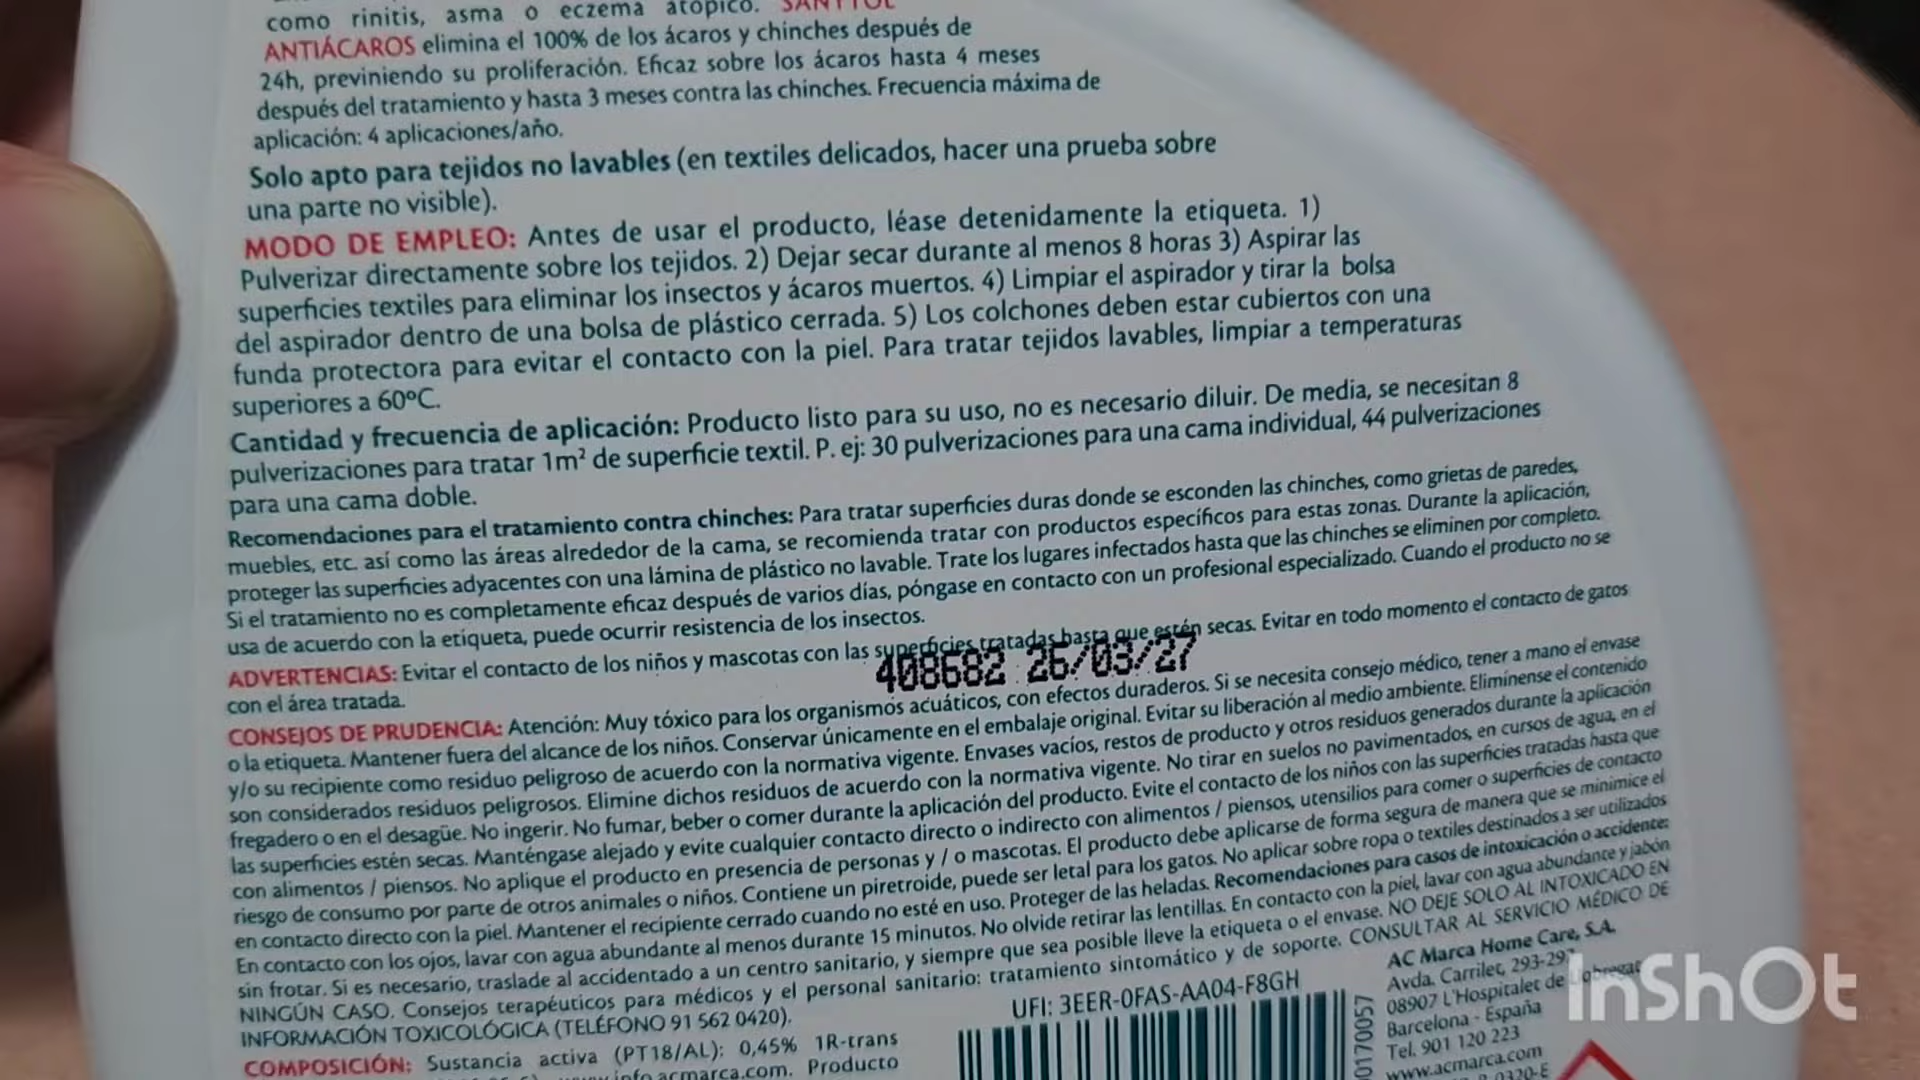 como rinitis, asma o eczema atópico. SANYTOL
ANTIÁCAROS elimina el 100% de los ácaros y chinches después de
24h, previniendo su proliferación. Eficaz sobre los ácaros hasta 4 meses
después del tratamiento y hasta 3 meses contra las chinches. Frecuencia máxima de
aplicación: 4 aplicaciones/año.
Solo apto para tejidos no lavables (en textiles delicados, hacer una prueba sobre
una parte no visible).
MODO DE EMPLEO: Antes de usar el producto, léase detenidamente la etiqueta. 1)
Pulverizar directamente sobre los tejidos. 2) Dejar secar durante al menos 8 horas 3) Aspirar las
superficies textiles para eliminar los insectos y ácaros muertos. 4) Limpiar el aspirador y tirar la bolsa
del aspirador dentro de una bolsa de plástico cerrada. 5) Los colchones deben estar cubiertos con una
funda protectora para evitar el contacto con la piel. Para tratar tejidos lavables, limpiar a temperaturas
superiores a 60ºC.
Cantidad y frecuencia de aplicación: Producto listo para su uso, no es necesario diluir. De media, se necesitan 8
pulverizaciones para tratar 1m² de superficie textil. P. ej: 30 pulverizaciones para una cama individual, 44 pulverizaciones
para una cama doble.
Recomendaciones para el tratamiento contra chinches: Para tratar superficies duras donde se esconden las chinches, como grietas de paredes,
muebles, etc. así como las áreas alrededor de la cama, se recomienda tratar con productos específicos para estas zonas. Durante la aplicación,
proteger las superficies adyacentes con una lámina de plástico no lavable. Trate los lugares infectados hasta que las chinches se eliminen por completo.
Si el tratamiento no es completamente eficaz después de varios días, póngase en contacto con un profesional especializado. Cuando el producto no se
usa de acuerdo con la etiqueta, puede ocurrir resistencia de los insectos.
ADVERTENCIAS: Evitar el contacto de los niños y mascotas con las superficies tratadas hasta que estén secas. Evitar en todo momento el contacto de gatos
con el área tratada.
408682 26/03/27
CONSEJOS DE PRUDENCIA: Atención: Muy tóxico para los organismos acuáticos, con efectos duraderos. Si se necesita consejo médico, tener a mano el envase
o la etiqueta. Mantener fuera del alcance de los niños. Conservar únicamente en el embalaje original. Evitar su liberación al medio ambiente. Elimínense el contenido
y/o su recipiente como residuo peligroso de acuerdo con la normativa vigente. Envases vacíos, restos de producto y otros residuos generados durante la aplicación
son considerados residuos peligrosos. Elimine dichos residuos de acuerdo con la normativa vigente. No tirar en suelos no pavimentados, en cursos de agua, en el
fregadero o en el desagüe. No ingerir. No fumar, beber o comer durante la aplicación del producto. Evite el contacto de los niños con las superficies tratadas hasta que
las superficies estén secas. Manténgase alejado y evite cualquier contacto directo o indirecto con alimentos / piensos, utensilios para comer o superficies de contacto
con alimentos / piensos. No aplique el producto en presencia de personas y / o mascotas. El producto debe aplicarse de forma segura de manera que se minimice el
riesgo de consumo por parte de otros animales o niños. Contiene un piretroide, puede ser letal para los gatos. No aplicar sobre ropa o textiles destinados a ser utilizados
en contacto directo con la piel. Mantener el recipiente cerrado cuando no esté en uso. Proteger de las heladas. Recomendaciones para casos de intoxicación o accidente:
En contacto con los ojos, lavar con agua abundante al menos durante 15 minutos. No olvide retirar las lentillas. En contacto con la piel, lavar con agua abundante y jabón
sin frotar. Si es necesario, traslade al accidentado a un centro sanitario, y siempre que sea posible lleve la etiqueta o el envase. NO DEJE SOLO AL INTOXICADO EN
NINGÚN CASO. Consejos terapéuticos para médicos y el personal sanitario: tratamiento sintomático y de soporte. CONSULTAR AL SERVICIO MÉDICO DE
INFORMACIÓN TOXICOLÓGICA (TELÉFONO 91 562 0420).
COMPOSICIÓN: Sustancia activa (PT18/AL): 0,45% 1R-trans
www.info.acmarca.com. Producto
UFI: 3EER-0FAS-AA04-F8GH
0170057
AC Marca Home Care, S.A.
Avda. Carrilet, 293-29
08907 L'Hospitalet de Llobregat
Barcelona - España
Tel. 901 120 223
www.acmarca.com
0320-E
InShOt